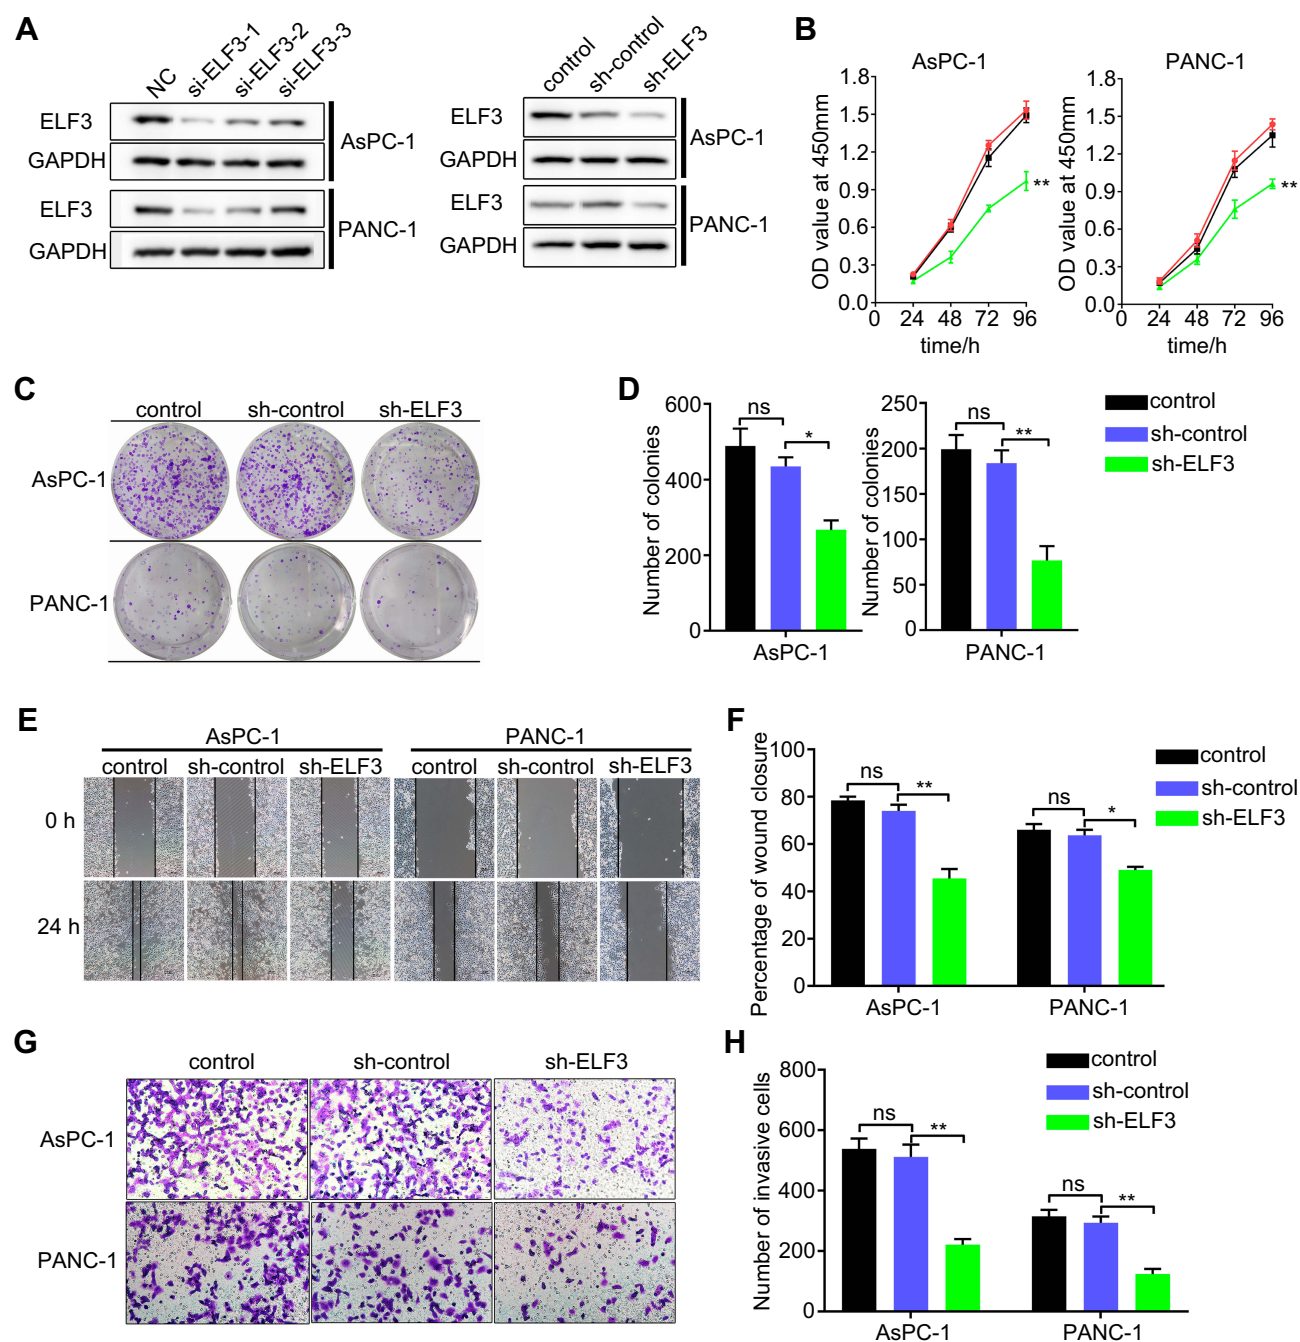 A
NC si-ELF3-1 si-ELF3-2 si-ELF3-3
ELF3
GAPDH
AsPC-1
ELF3
GAPDH
PANC-1
control sh-control sh-ELF3
ELF3
GAPDH
AsPC-1
ELF3
GAPDH
PANC-1
B
AsPC-1
OD value at 450mm
1.8
1.5
1.2
0.9
0.6
0.3
0.0
**
0 24 48 72 96
time/h
PANC-1
OD value at 450mm
1.8
1.5
1.2
0.9
0.6
0.3
0.0
**
0 24 48 72 96
time/h
C
control sh-control sh-ELF3
AsPC-1
PANC-1
D
Number of colonies
600
400
200
0
ns
*
AsPC-1
Number of colonies
250
200
150
100
50
0
ns
**
PANC-1
control
sh-control
sh-ELF3
E
AsPC-1 PANC-1
control sh-control sh-ELF3 control sh-control sh-ELF3
0 h
24 h
F
Percentage of wound closure
100
80
60
40
20
0
ns
**
ns
*
AsPC-1 PANC-1
control
sh-control
sh-ELF3
G
control sh-control sh-ELF3
AsPC-1
PANC-1
H
Number of invasive cells
800
600
400
200
0
ns
**
ns
**
AsPC-1 PANC-1
control
sh-control
sh-ELF3